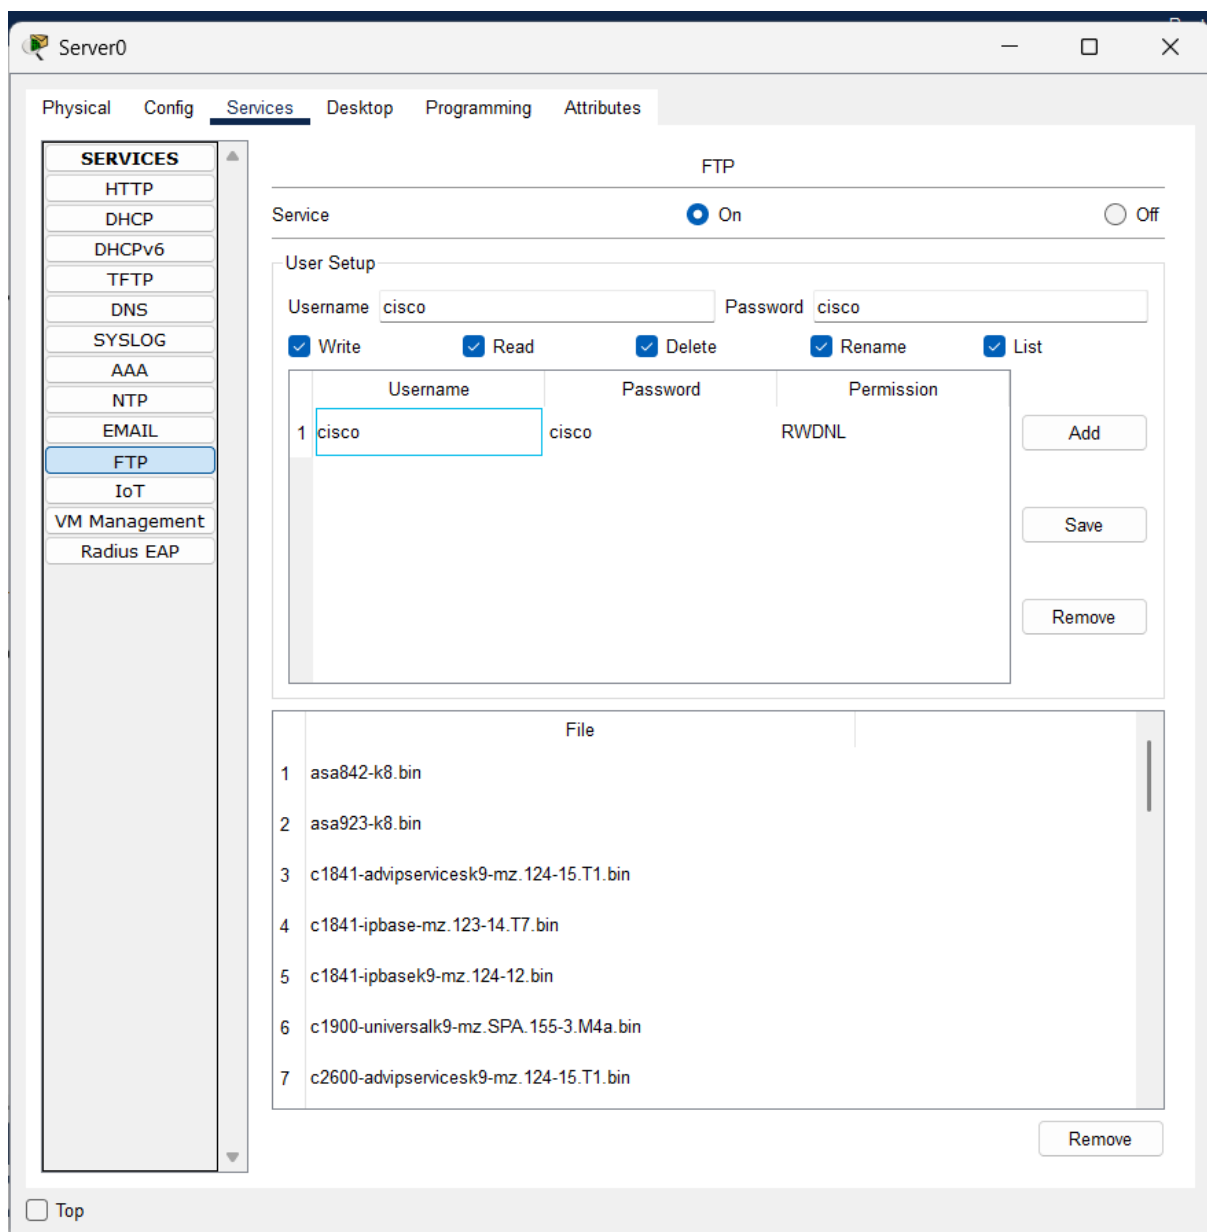 Server0
Physical Config Services Desktop Programming Attributes
SERVICES
HTTP
DHCP
DHCPv6
TFTP
DNS
SYSLOG
AAA
NTP
EMAIL
FTP
IoT
VM Management
Radius EAP
FTP
Service On Off
User Setup
Username cisco Password cisco
Write Read Delete Rename List
Username Password Permission
1 cisco cisco RWDNL
Add
Save
Remove
File
1 asa842-k8.bin
2 asa923-k8.bin
3 c1841-advipservicesk9-mz.124-15.T1.bin
4 c1841-ipbase-mz.123-14.T7.bin
5 c1841-ipbasek9-mz.124-12.bin
6 c1900-universalk9-mz.SPA.155-3.M4a.bin
7 c2600-advipservicesk9-mz.124-15.T1.bin
Remove
Top